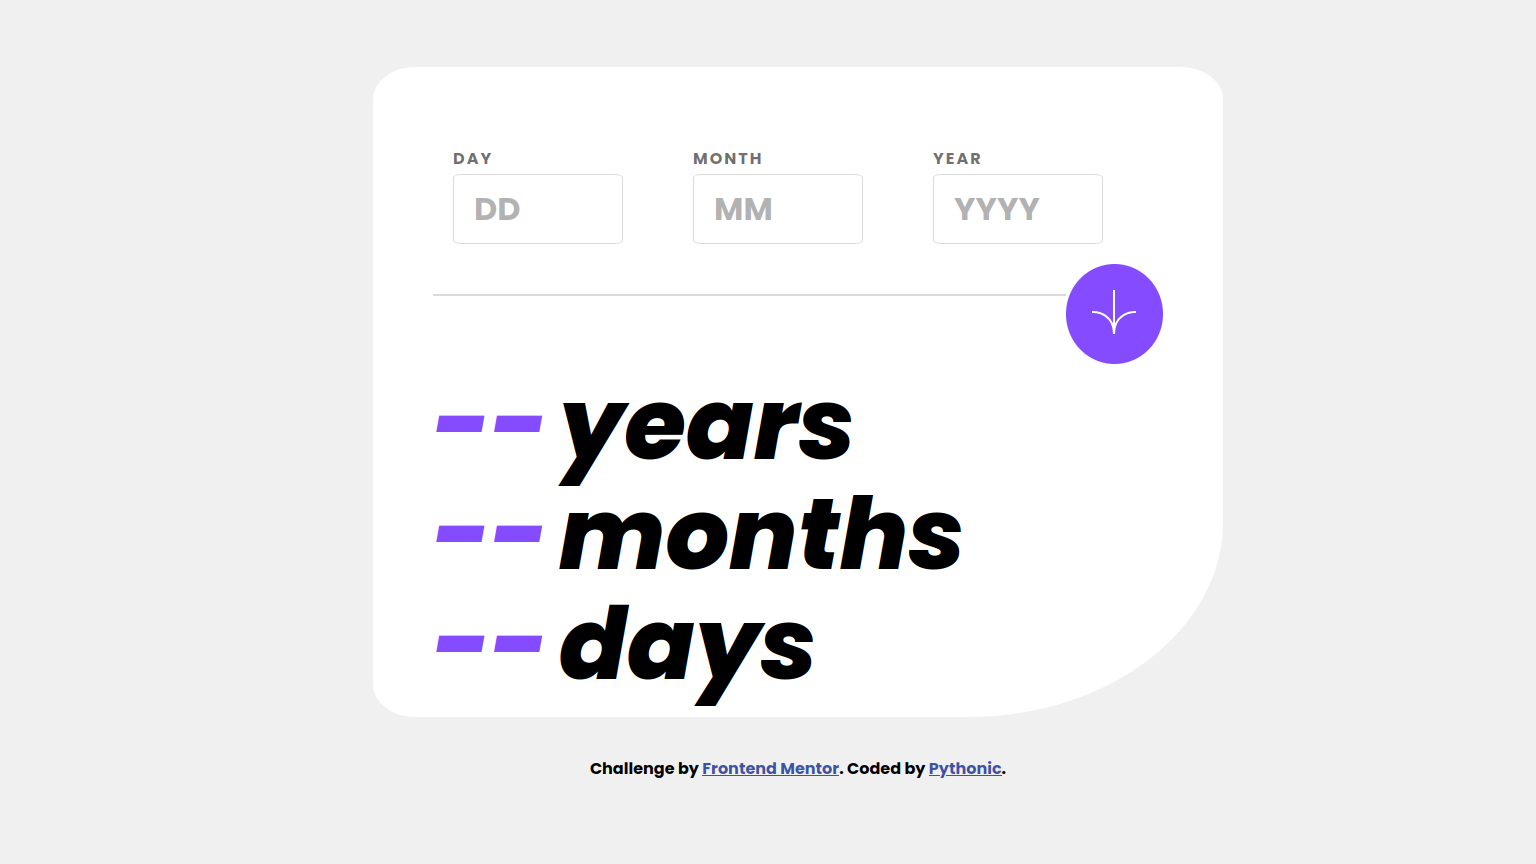 DAY MONTH YEAR
DD MM YYYY
-- years
-- months
-- days
Challenge by Frontend Mentor. Coded by Pythonic.